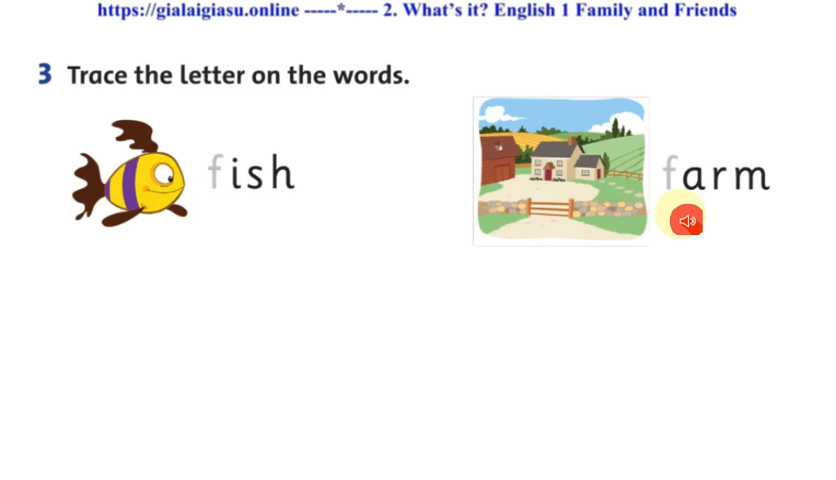 https://gialaigiasu.online -----*----- 2. What's it? English 1 Family and Friends
3 Trace the letter on the words.
fish
farm